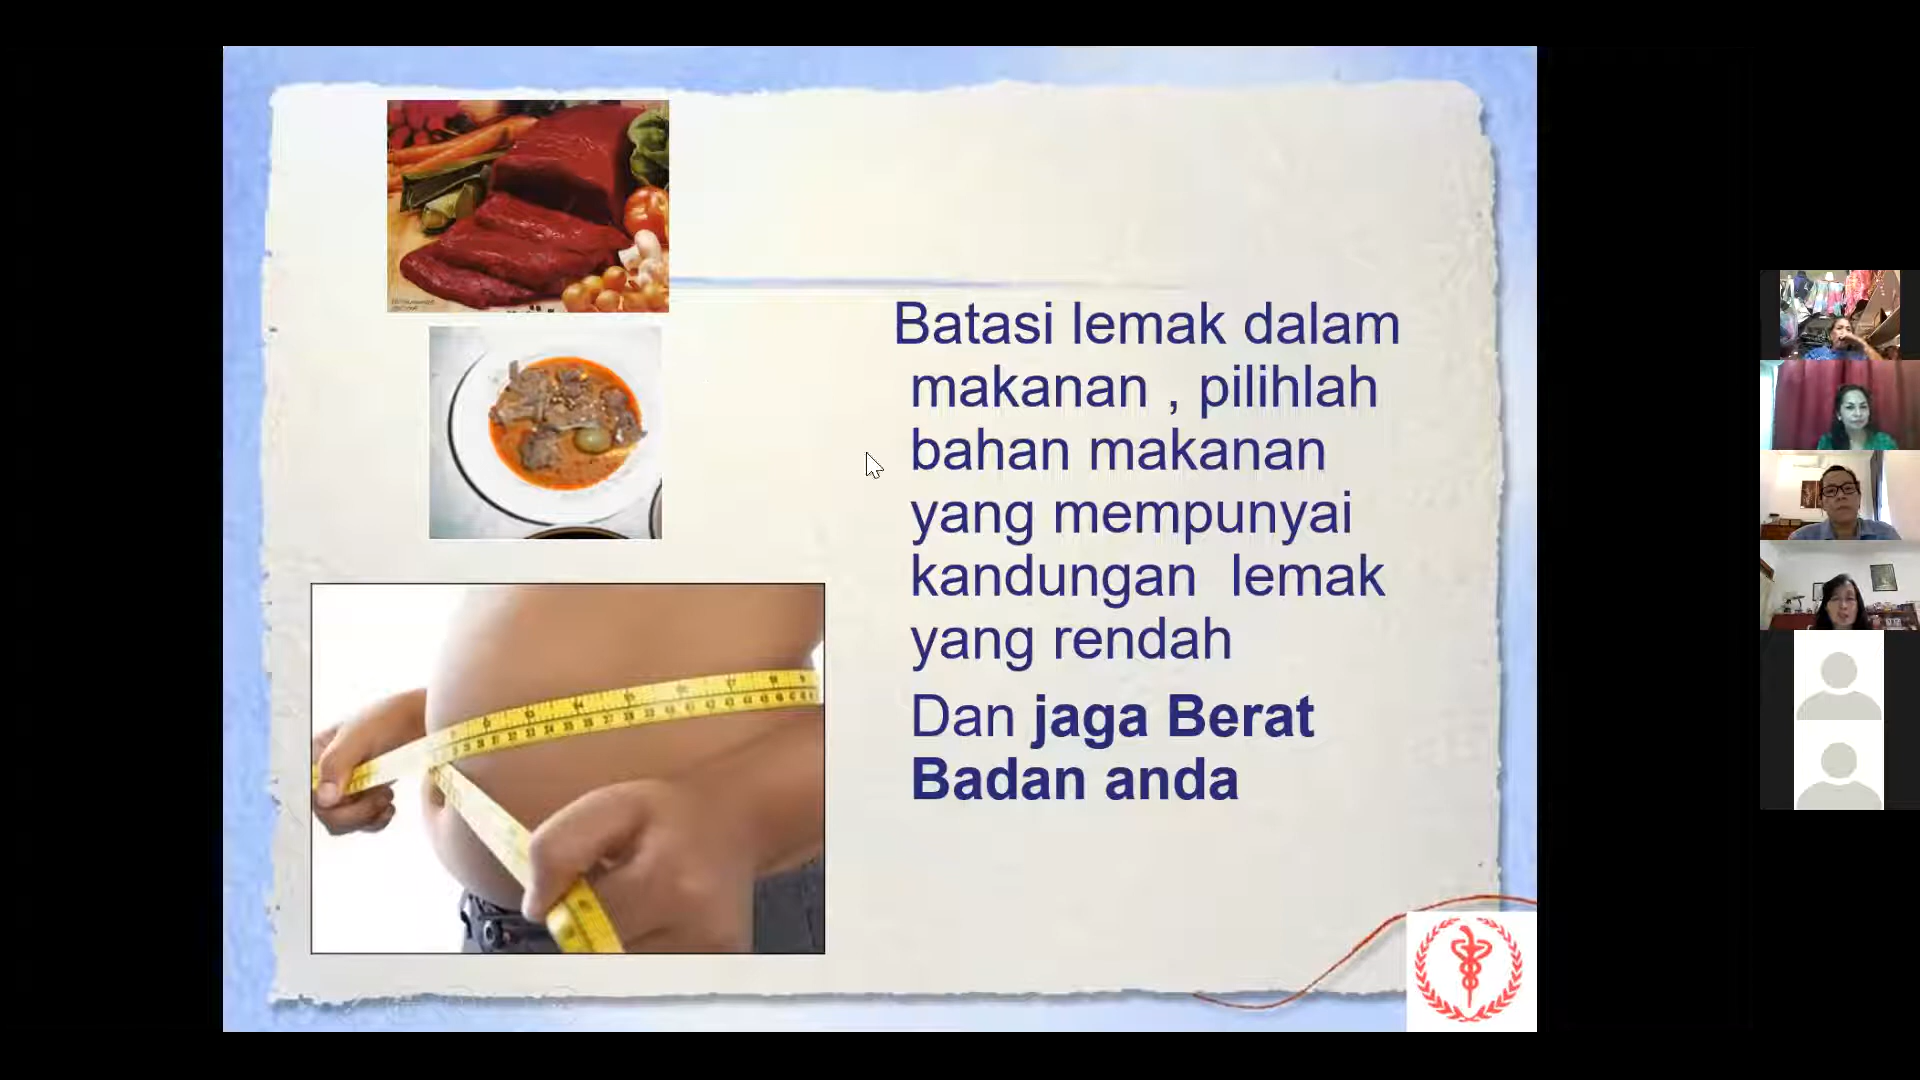 Batasi lemak dalam
makanan , pilihlah
bahan makanan
yang mempunyai
kandungan lemak
yang rendah
Dan jaga Berat
Badan anda